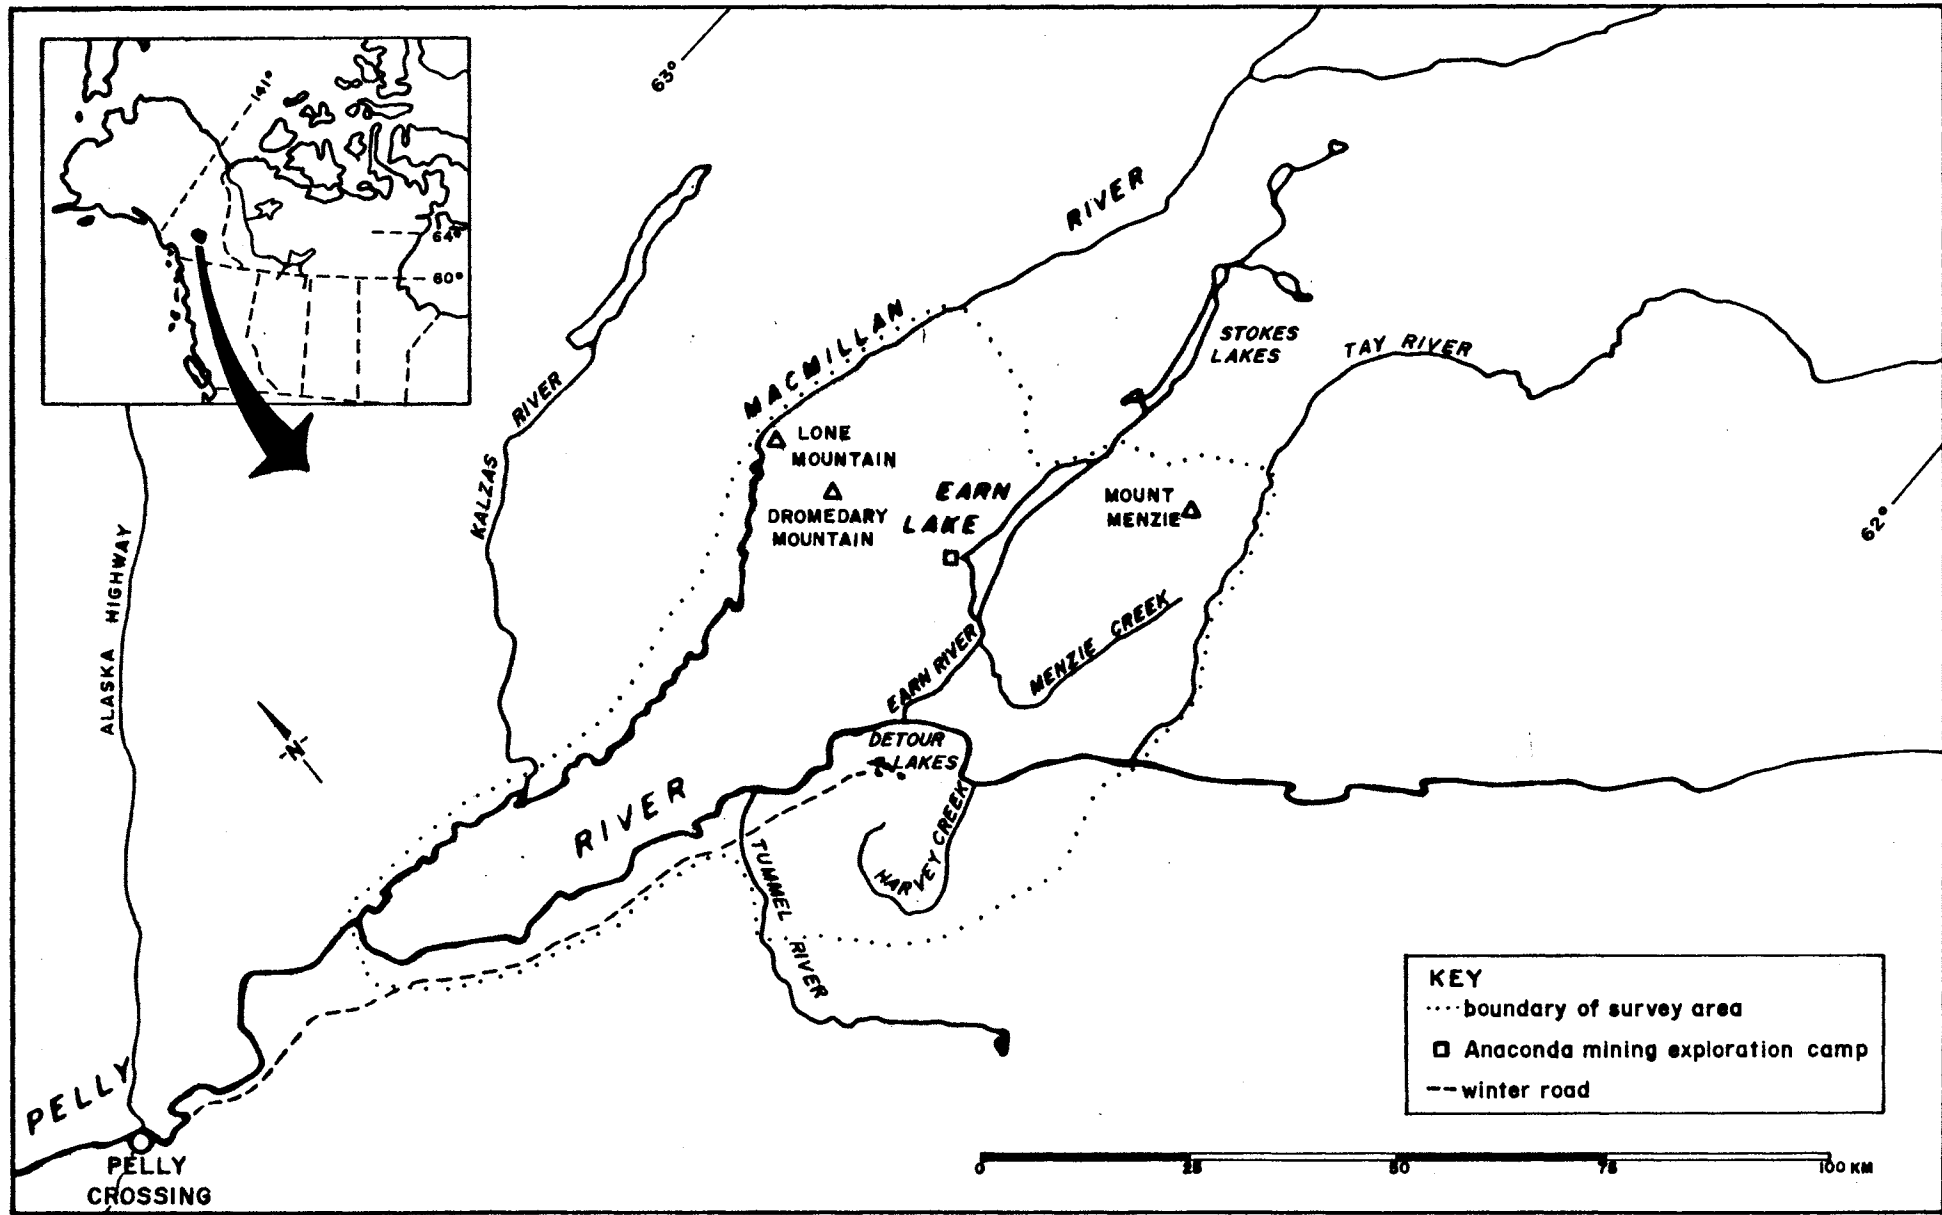 141°
64°
60°
63°
RIVER
MACMILLAN
STOKES
LAKES
TAY RIVER
KALZAS
RIVER
LONE
MOUNTAIN
DROMEDARY
MOUNTAIN
EARN
LAKE
MOUNT
MENZIE
62°
ALASKA HIGHWAY
N
EARN RIVER
MENZIE CREEK
DETOUR
LAKES
RIVER
HARVEY CREEK
TUMMEL RIVER
PELLY
PELLY
CROSSING
KEY
boundary of survey area
Anaconda mining exploration camp
winter road
0 25 50 75 100 KM